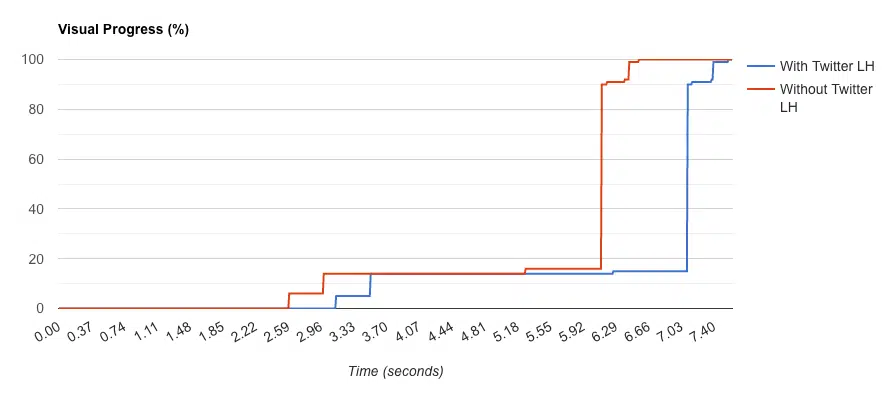 Visual Progress (%)
100
80
60
40
20
0
With Twitter LH
Without Twitter
LH
0.00 0.37 0.74 1.11 1.48 1.85 2.22 2.59 2.96 3.33 3.70 4.07 4.44 4.81 5.18 5.55 5.92 6.29 6.66 7.03 7.40
Time (seconds)